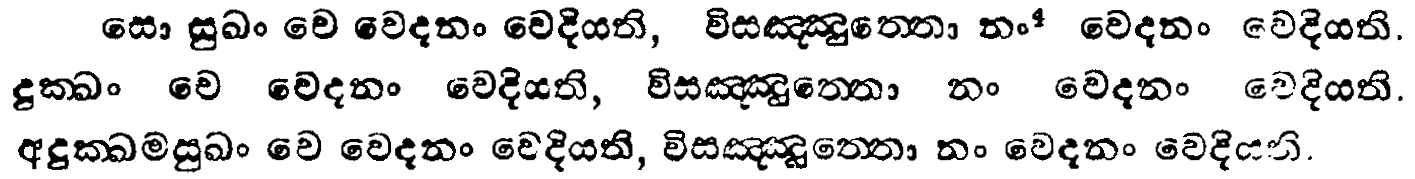 සො සුඛං චෙ වෙදනං වෙදියති, විසඤ්ඤුත්තො නං⁴ වෙදනං වෙදියති.
දුක්ඛං චෙ වෙදනං වෙදියති, විසඤ්ඤුත්තො නං වෙදනං වෙදියති.
අදුක්ඛමසුඛං චෙ වෙදනං වෙදියති, විසඤ්ඤුත්තො නං වෙදනං වෙදියති.